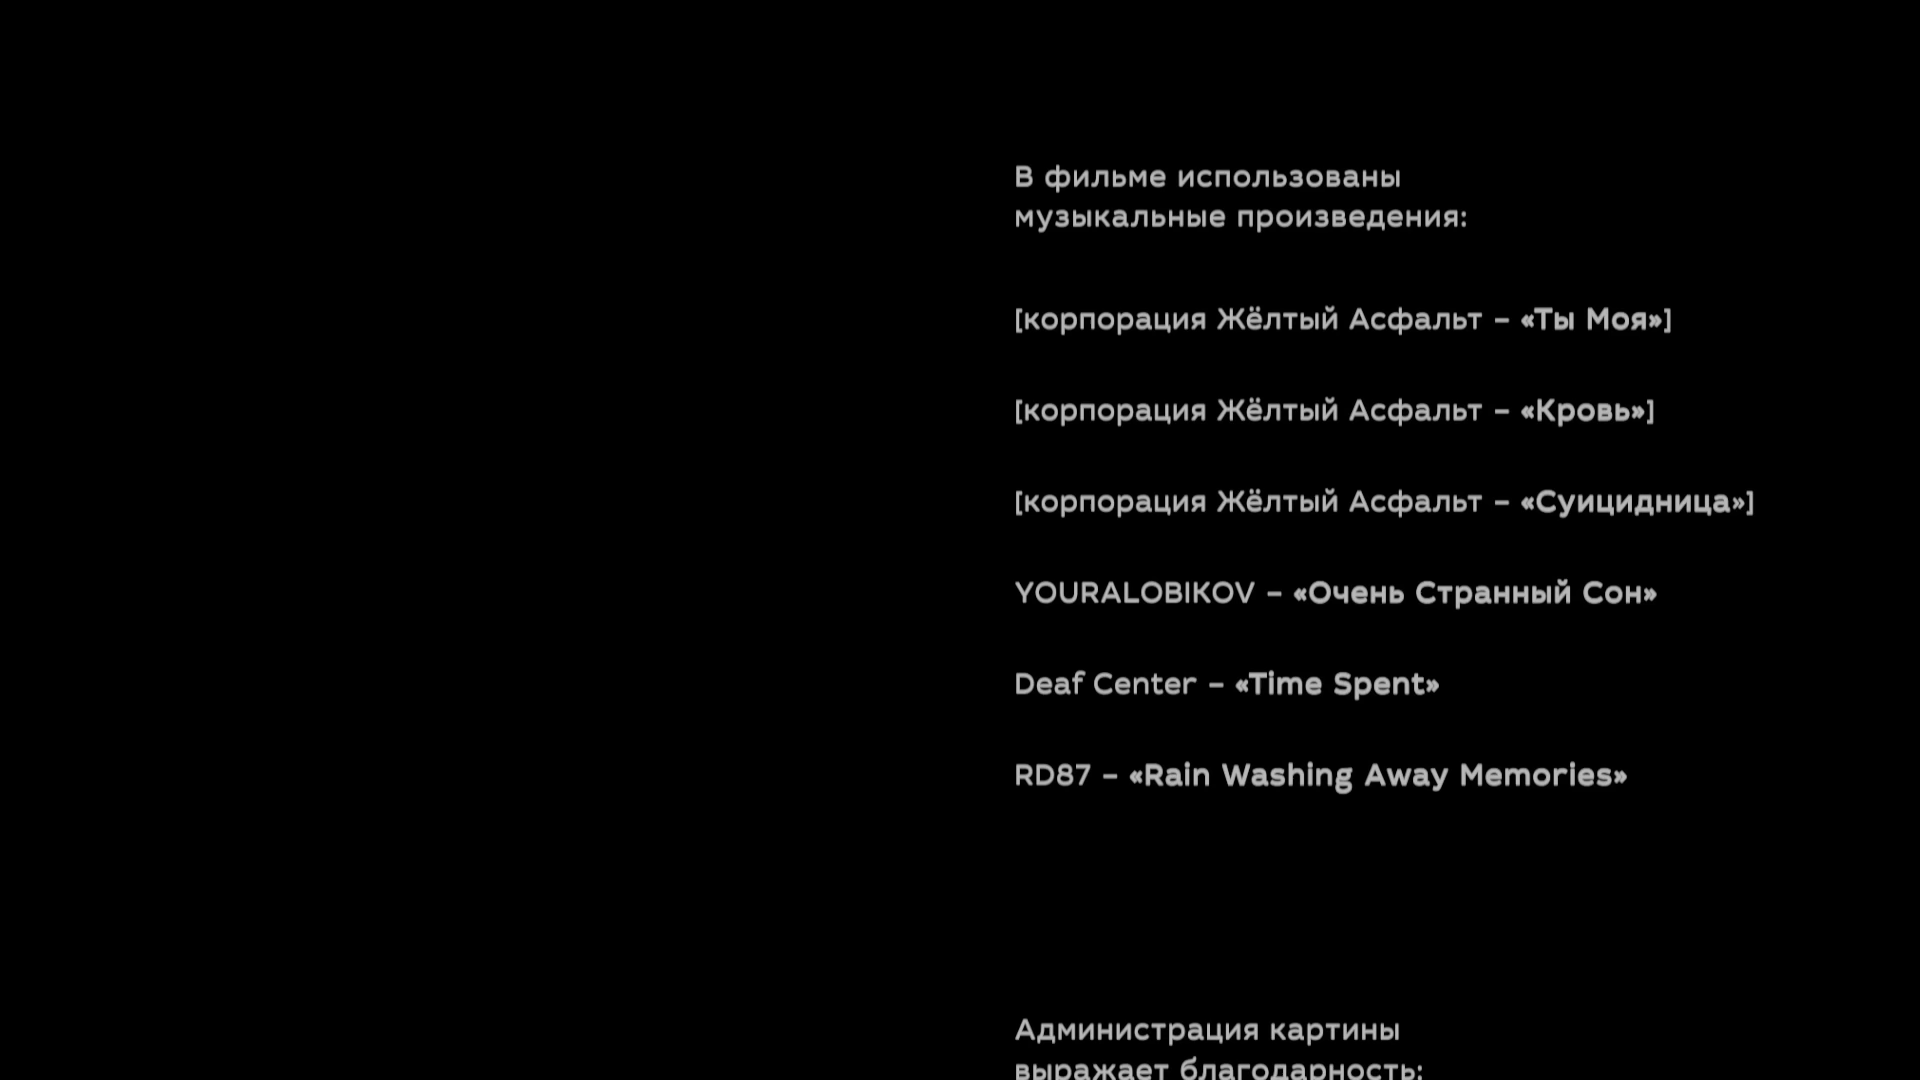 В фильме использованы
музыкальные произведения:
[корпорация Жёлтый Асфальт – «Ты Моя»]
[корпорация Жёлтый Асфальт – «Кровь»]
[корпорация Жёлтый Асфальт – «Суицидница»]
YOURALOBIKOV – «Очень Странный Сон»
Deaf Center – «Time Spent»
RD87 – «Rain Washing Away Memories»
Администрация картины
выражает благодарность: